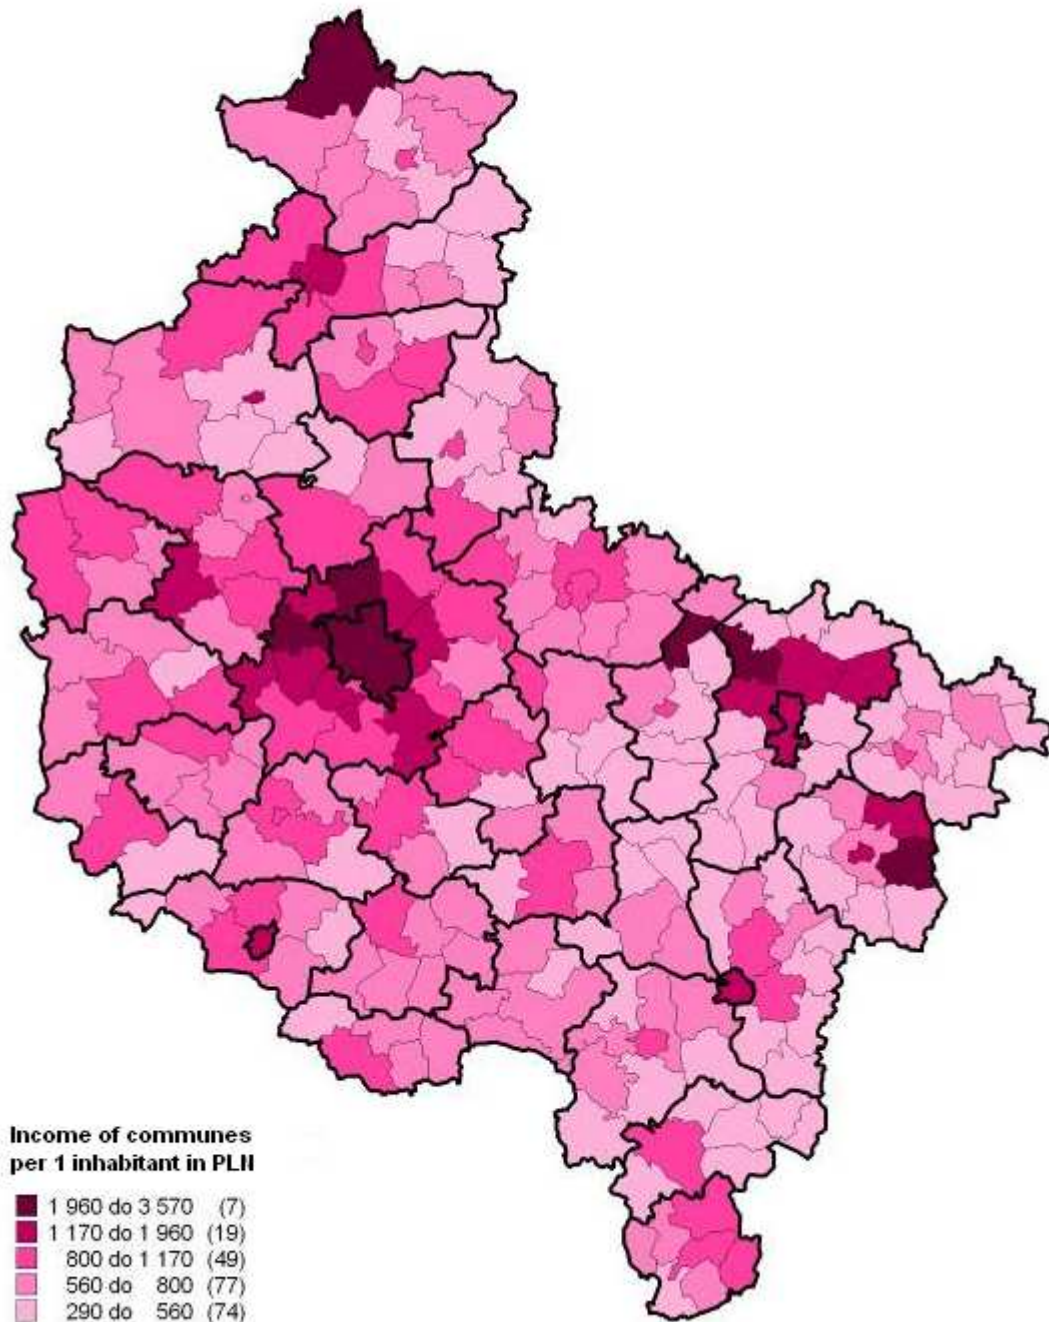 Income of communes
per 1 inhabitant in PLN
1 960 do 3 570 (7)
1 170 do 1 960 (19)
800 do 1 170 (49)
560 do 800 (77)
290 do 560 (74)